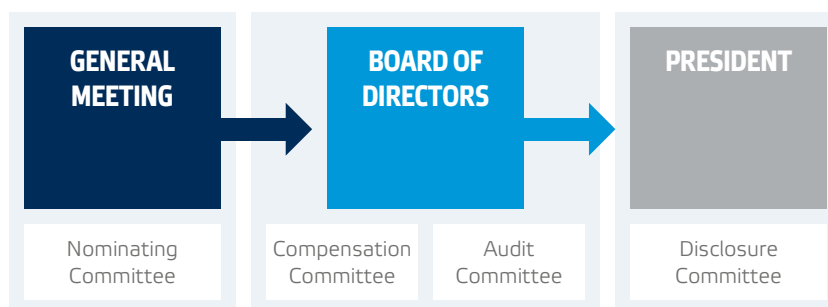 GENERAL
MEETING
BOARD OF
DIRECTORS
PRESIDENT
Nominating
Committee
Compensation
Committee
Audit
Committee
Disclosure
Committee